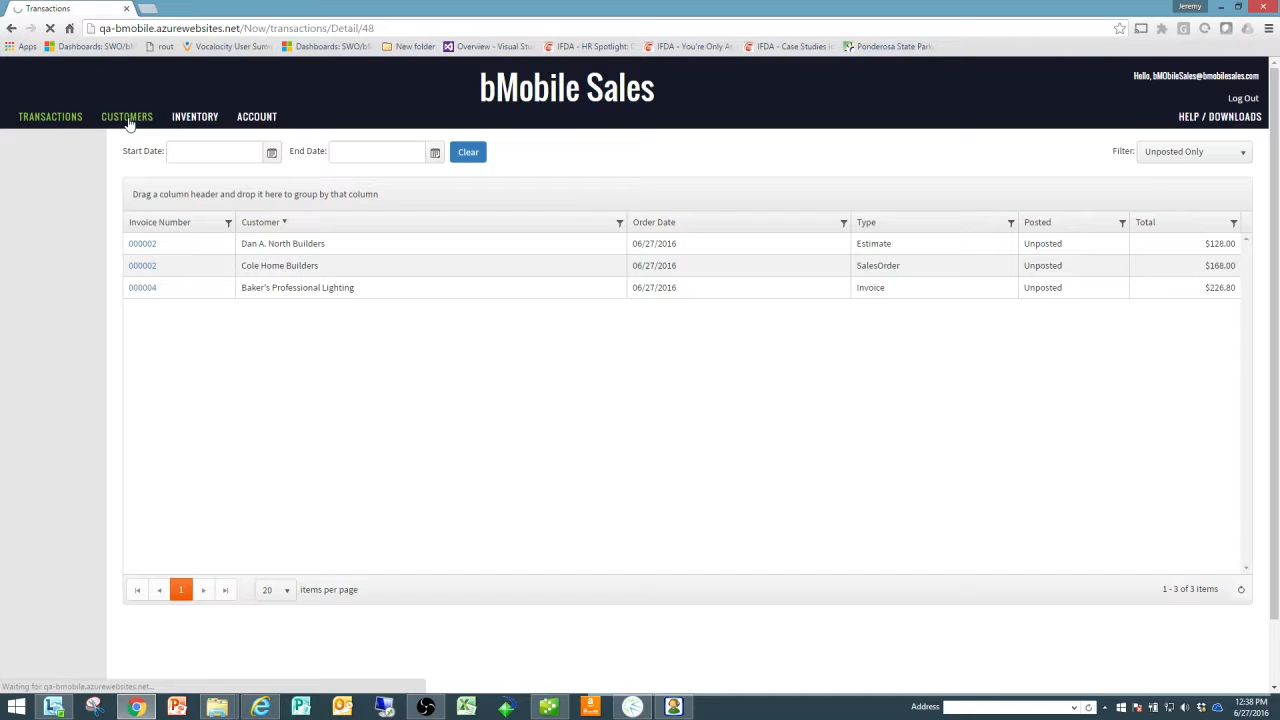 Transactions
Jeremy
qa-bmobile.azurewebsites.net/Now/transactions/Detail/48
Apps Dashboards: SWO/bM rout Vocalocity User Summ Dashboards: SWO/bM New folder Overview - Visual Stud IFDA - HR Spotlight: IFDA - You're Only As IFDA - Case Studies Ponderosa State Park
bMobile Sales
Hello, bMObileSales@bmobilesales.com
Log Out
TRANSACTIONS CUSTOMERS INVENTORY ACCOUNT HELP / DOWNLOADS
Start Date: End Date: Clear Filter: Unposted Only
Drag a column header and drop it here to group by that column
Invoice Number Customer Order Date Type Posted Total
000002 Dan A. North Builders 06/27/2016 Estimate Unposted $128.00
000002 Cole Home Builders 06/27/2016 SalesOrder Unposted $168.00
000004 Baker's Professional Lighting 06/27/2016 Invoice Unposted $226.80
1 20 items per page 1 - 3 of 3 items
Waiting for qa-bmobile.azurewebsites.net...
Address
12:38 PM
6/27/2016